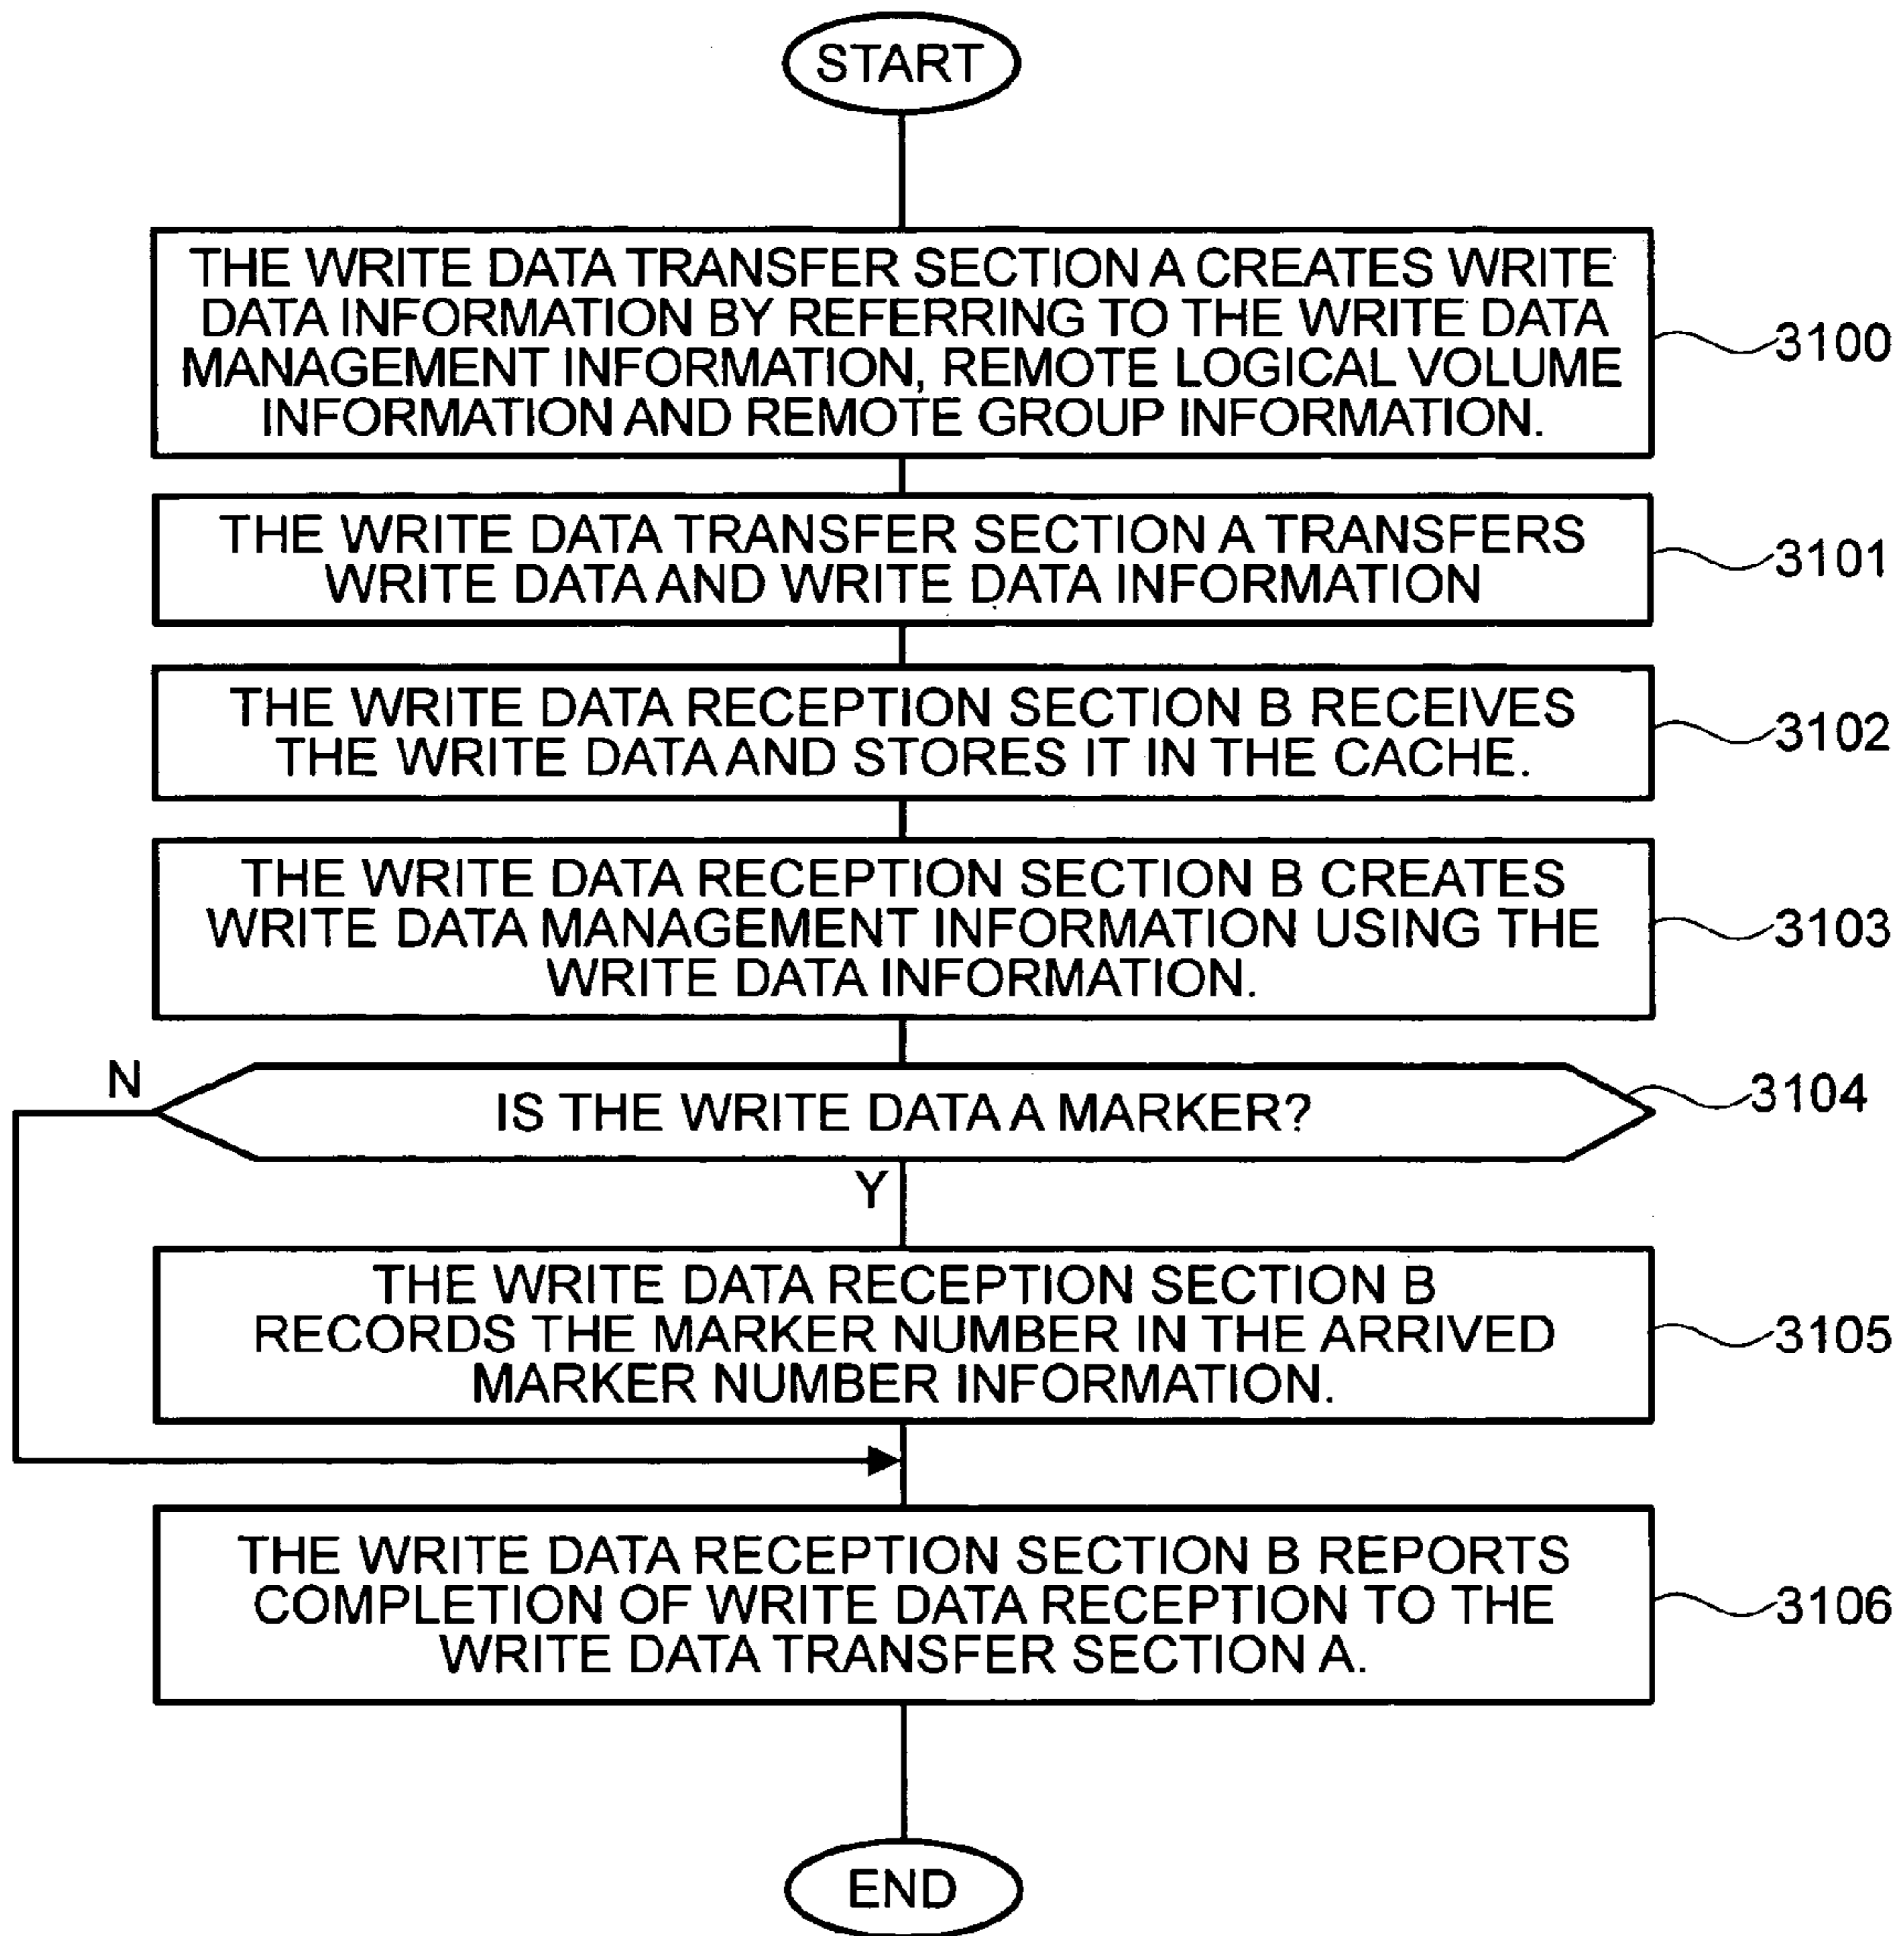 START
THE WRITE DATA TRANSFER SECTION A CREATES WRITE
DATA INFORMATION BY REFERRING TO THE WRITE DATA
MANAGEMENT INFORMATION, REMOTE LOGICAL VOLUME
INFORMATION AND REMOTE GROUP INFORMATION.
3100
THE WRITE DATA TRANSFER SECTION A TRANSFERS
WRITE DATA AND WRITE DATA INFORMATION
3101
THE WRITE DATA RECEPTION SECTION B RECEIVES
THE WRITE DATA AND STORES IT IN THE CACHE.
3102
THE WRITE DATA RECEPTION SECTION B CREATES
WRITE DATA MANAGEMENT INFORMATION USING THE
WRITE DATA INFORMATION.
3103
N
IS THE WRITE DATA A MARKER?
3104
Y
THE WRITE DATA RECEPTION SECTION B
RECORDS THE MARKER NUMBER IN THE ARRIVED
MARKER NUMBER INFORMATION.
3105
THE WRITE DATA RECEPTION SECTION B REPORTS
COMPLETION OF WRITE DATA RECEPTION TO THE
WRITE DATA TRANSFER SECTION A.
3106
END